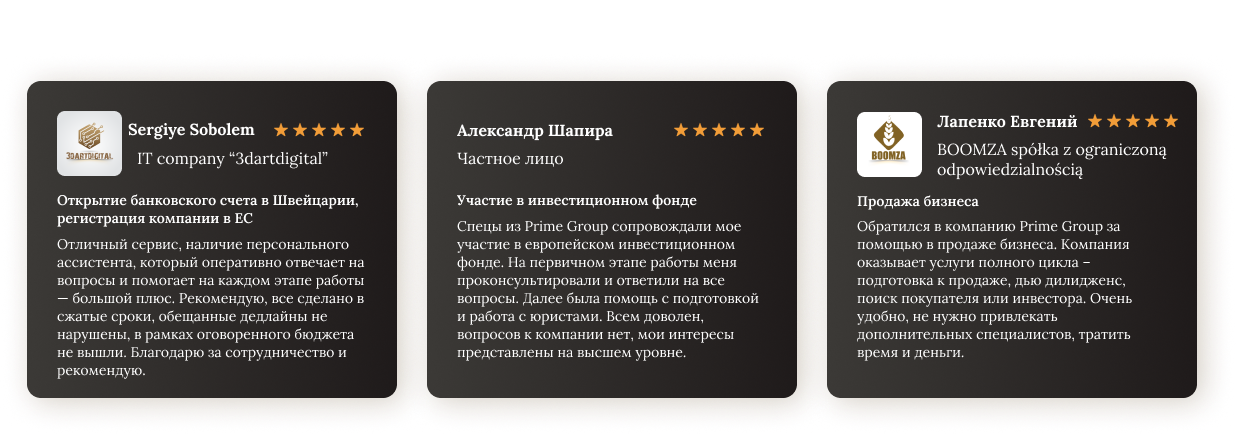 3DARTDIGITAL
Sergiye Sobolem
IT company “3dartdigital”
Открытие банковского счета в Швейцарии,
регистрация компании в ЕС
Отличный сервис, наличие персонального
ассистента, который оперативно отвечает на
вопросы и помогает на каждом этапе работы
— большой плюс. Рекомендую, все сделано в
сжатые сроки, обещанные дедлайны не
нарушены, в рамках оговоренного бюджета
не вышли. Благодарю за сотрудничество и
рекомендую.
Александр Шапира
Частное лицо
Участие в инвестиционном фонде
Спецы из Prime Group сопровождали мое
участие в европейском инвестиционном
фонде. На первичном этапе работы меня
проконсультировали и ответили на все
вопросы. Далее была помощь с подготовкой
и работа с юристами. Всем доволен,
вопросов к компании нет, мои интересы
представлены на высшем уровне.
BOOMZA
Лапенко Евгений
BOOMZA spółka z ograniczoną
odpowiedzialnością
Продажа бизнеса
Обратился в компанию Prime Group за
помощью в продаже бизнеса. Компания
оказывает услуги полного цикла –
подготовка к продаже, дью дилидженс,
поиск покупателя или инвестора. Очень
удобно, не нужно привлекать
дополнительных специалистов, тратить
время и деньги.